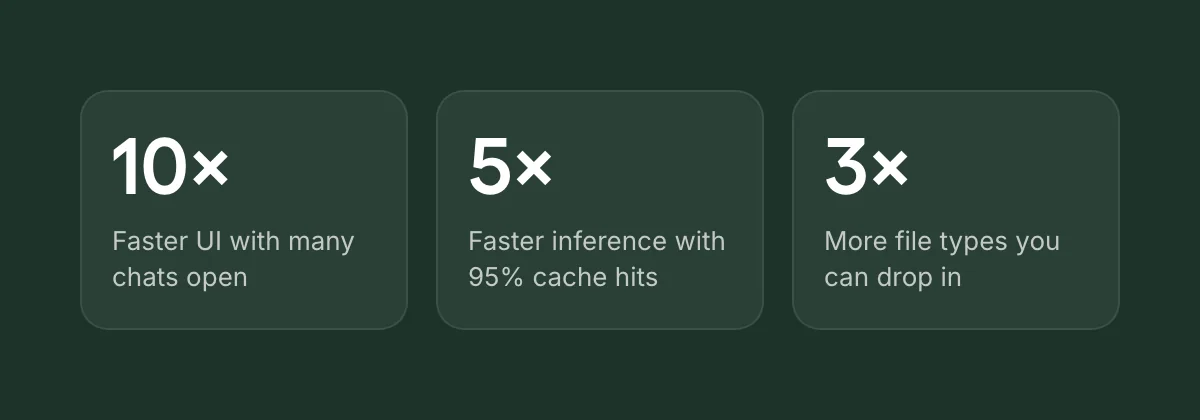 10×
Faster UI with many
chats open
5×
Faster inference with
95% cache hits
3×
More file types you
can drop in